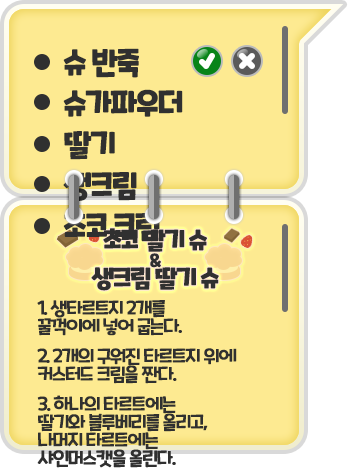 슈 반죽
슈가파우더
딸기
생크림
초코 크림
초코 딸기 슈
&
생크림 딸기 슈
1. 생타르트지 2개를
꿀꺽이에 넣어 굽는다.
2. 2개의 구워진 타르트지 위에
커스터드 크림을 짠다.
3. 하나의 타르트에는
딸기와 블루베리를 올리고,
나머지 타르트에는
샤인머스캣을 올린다.